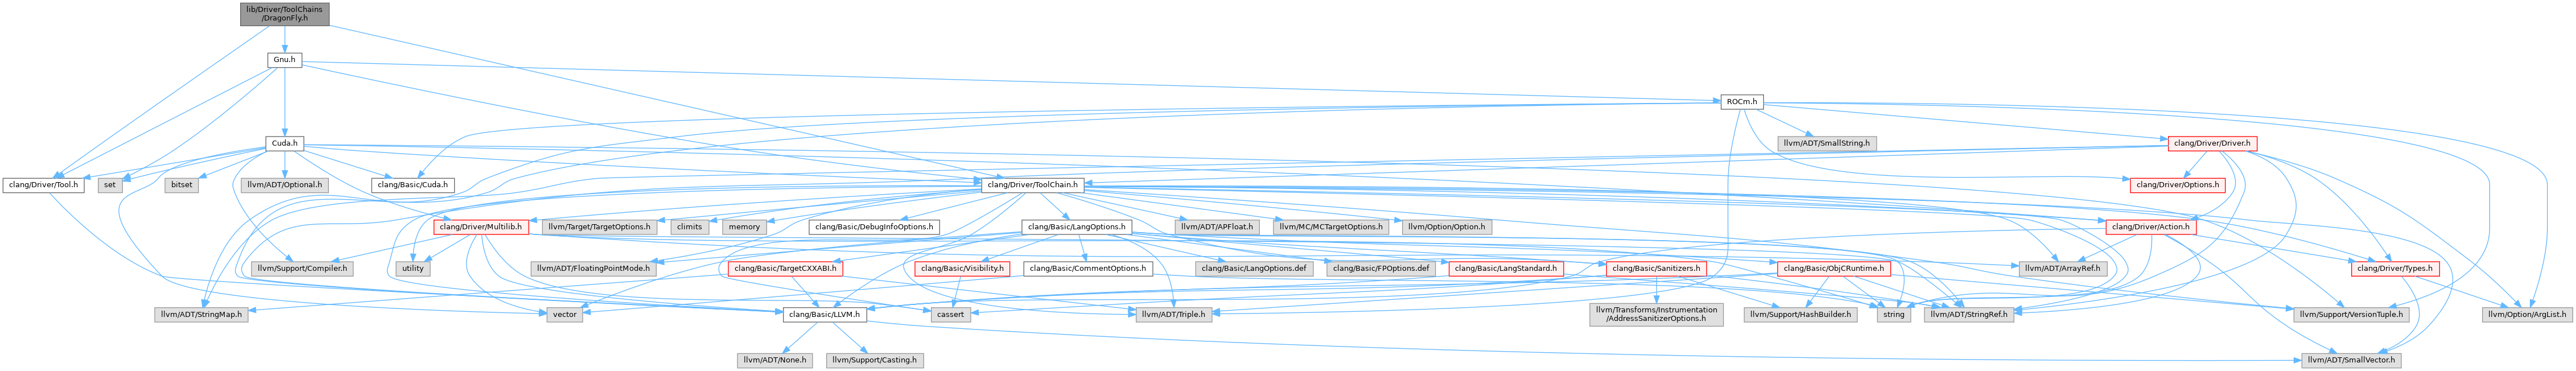 lib/Driver/ToolChains
/DragonFly.h
Gnu.h
ROCm.h
Cuda.h
llvm/ADT/SmallString.h
clang/Driver/Driver.h
clang/Driver/Tool.h
set
bitset
llvm/ADT/Optional.h
clang/Basic/Cuda.h
clang/Driver/ToolChain.h
clang/Driver/Options.h
clang/Driver/Multilib.h
llvm/Target/TargetOptions.h
climits
memory
clang/Basic/DebugInfoOptions.h
clang/Basic/LangOptions.h
llvm/ADT/APFloat.h
llvm/MC/MCTargetOptions.h
llvm/Option/Option.h
clang/Driver/Action.h
llvm/Support/Compiler.h
utility
llvm/ADT/FloatingPointMode.h
clang/Basic/TargetCXXABI.h
clang/Basic/Visibility.h
clang/Basic/CommentOptions.h
clang/Basic/LangOptions.def
clang/Basic/FPOptions.def
clang/Basic/LangStandard.h
clang/Basic/Sanitizers.h
clang/Basic/ObjCRuntime.h
llvm/ADT/ArrayRef.h
clang/Driver/Types.h
llvm/ADT/StringMap.h
vector
clang/Basic/LLVM.h
cassert
llvm/ADT/Triple.h
llvm/Transforms/Instrumentation
/AddressSanitizerOptions.h
llvm/Support/HashBuilder.h
string
llvm/ADT/StringRef.h
llvm/Support/VersionTuple.h
llvm/Option/ArgList.h
llvm/ADT/None.h
llvm/Support/Casting.h
llvm/ADT/SmallVector.h